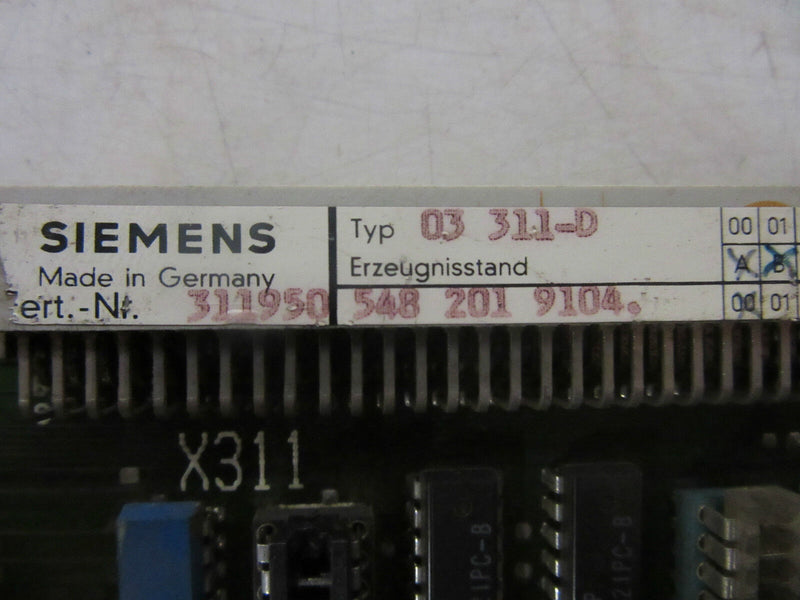 SIEMENS
Made in Germany
ert.-Nr. 311950 548 201 9104.
Typ 03 311-D
Erzeugnisstand
00 01
A B
00 01
X311
21PC-B